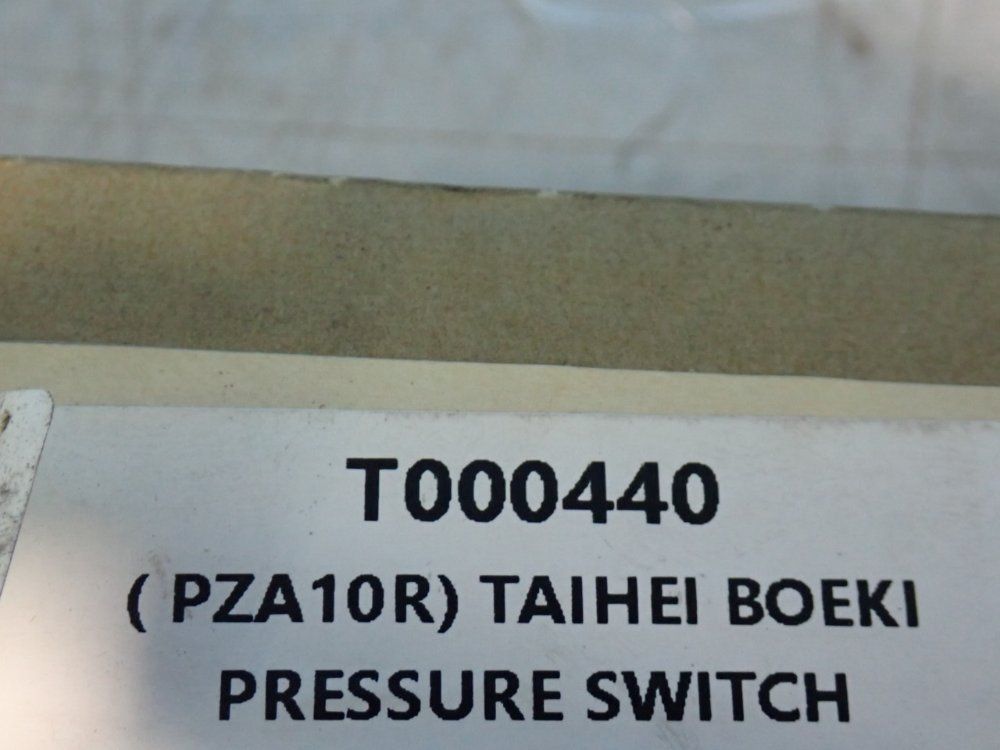 T000440
( PZA10R) TAIHEI BOEKI
PRESSURE SWITCH